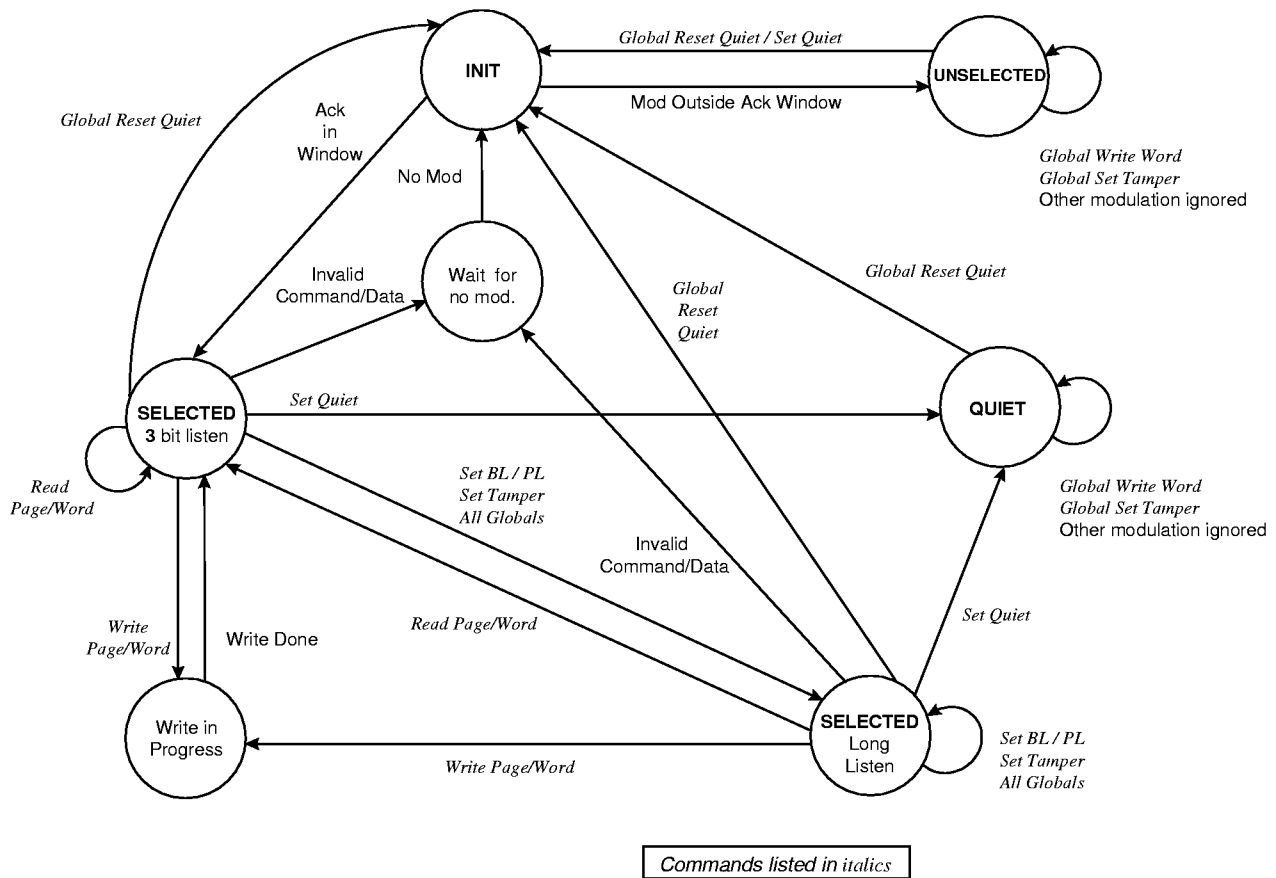 Global Reset Quiet / Set Quiet
INIT
UNSELECTED
Mod Outside Ack Window
Global Reset Quiet
Ack
in
Window
No Mod
Global Write Word
Global Set Tamper
Other modulation ignored
Invalid
Command/Data
Wait for
no mod.
Global
Reset
Quiet
Global Reset Quiet
SELECTED
3 bit listen
Set Quiet
QUIET
Read
Page/Word
Set BL / PL
Set Tamper
All Globals
Global Write Word
Global Set Tamper
Other modulation ignored
Invalid
Command/Data
Write
Page/Word
Write Done
Read Page/Word
Set Quiet
Write in
Progress
SELECTED
Long
Listen
Write Page/Word
Set BL / PL
Set Tamper
All Globals
Commands listed in italics